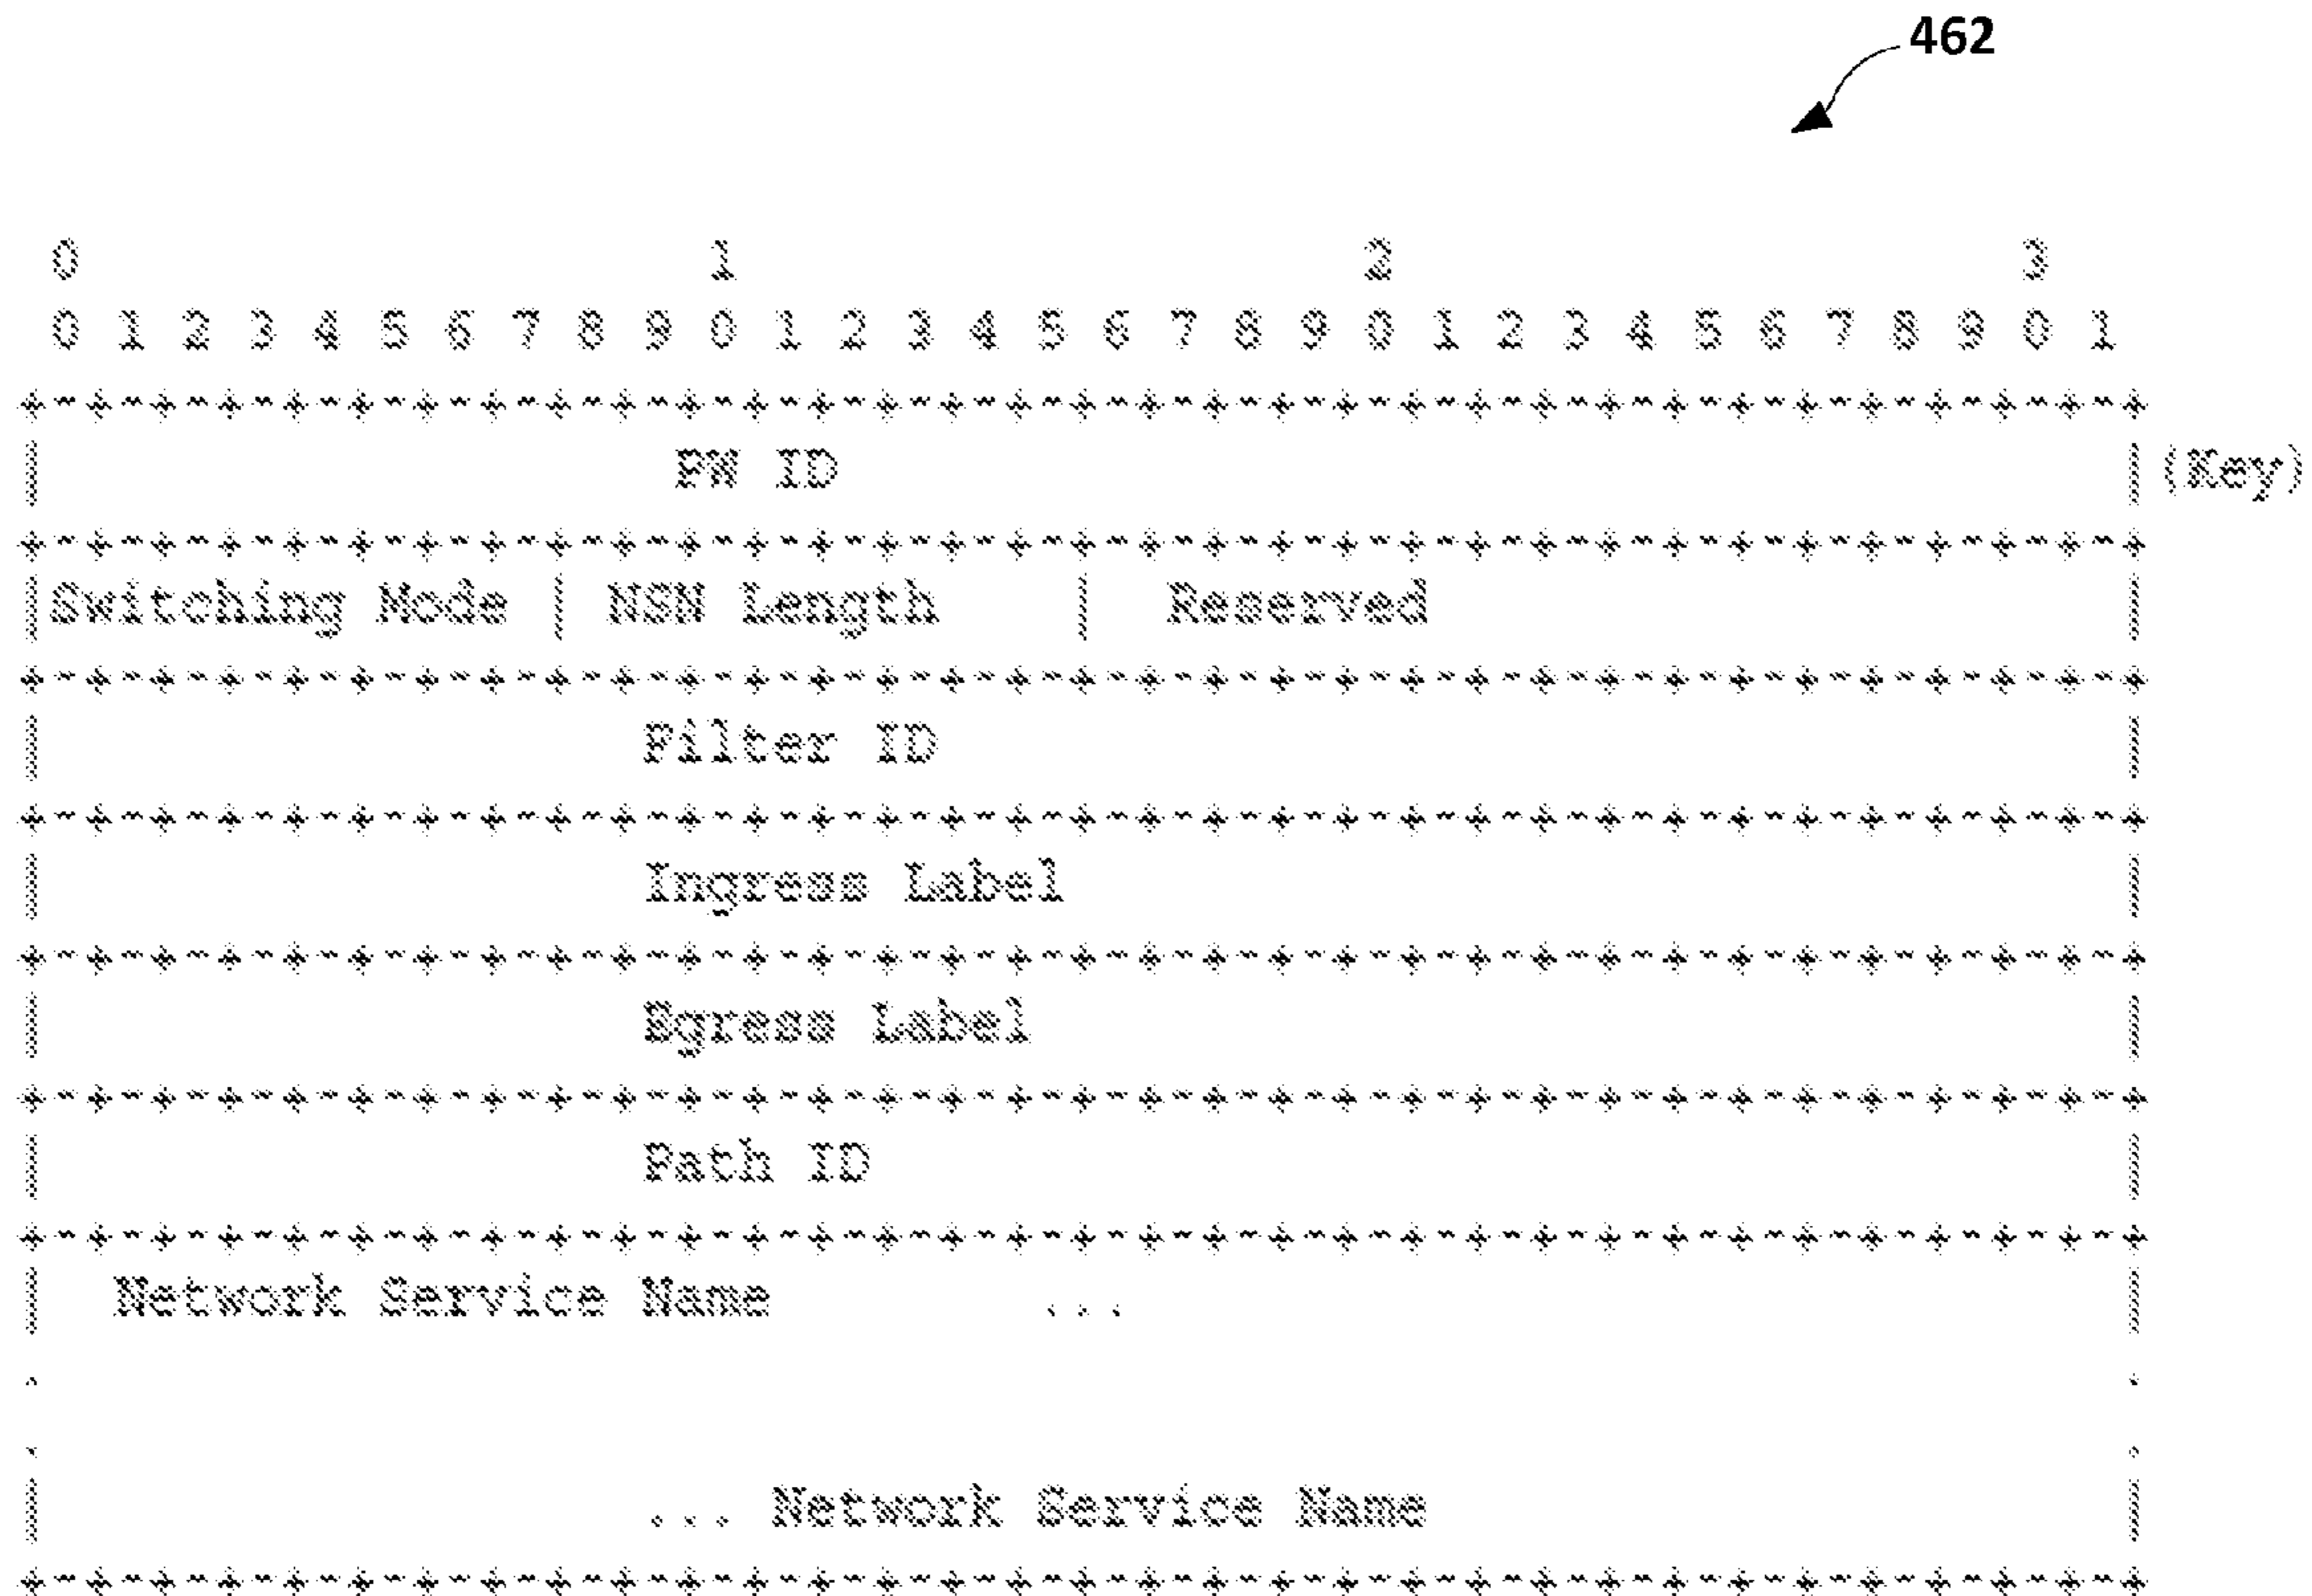 462
0                   1                   2                   3
0 1 2 3 4 5 6 7 8 9 0 1 2 3 4 5 6 7 8 9 0 1 2 3 4 5 6 7 8 9 0 1
+-+-+-+-+-+-+-+-+-+-+-+-+-+-+-+-+-+-+-+-+-+-+-+-+-+-+-+-+-+-+-+-+
|                   PW ID                                       | (Key)
+-+-+-+-+-+-+-+-+-+-+-+-+-+-+-+-+-+-+-+-+-+-+-+-+-+-+-+-+-+-+-+-+
|Switching Mode | NSN Length    |  Reserved                     |
+-+-+-+-+-+-+-+-+-+-+-+-+-+-+-+-+-+-+-+-+-+-+-+-+-+-+-+-+-+-+-+-+
|                  Filter ID                                    |
+-+-+-+-+-+-+-+-+-+-+-+-+-+-+-+-+-+-+-+-+-+-+-+-+-+-+-+-+-+-+-+-+
|                  Ingress Label                                |
+-+-+-+-+-+-+-+-+-+-+-+-+-+-+-+-+-+-+-+-+-+-+-+-+-+-+-+-+-+-+-+-+
|                  Egress Label                                 |
+-+-+-+-+-+-+-+-+-+-+-+-+-+-+-+-+-+-+-+-+-+-+-+-+-+-+-+-+-+-+-+-+
|                  Path ID                                      |
+-+-+-+-+-+-+-+-+-+-+-+-+-+-+-+-+-+-+-+-+-+-+-+-+-+-+-+-+-+-+-+-+
|  Network Service Name        ...                              |
.                                                               .
.                                                               .
|                  ... Network Service Name                     |
+-+-+-+-+-+-+-+-+-+-+-+-+-+-+-+-+-+-+-+-+-+-+-+-+-+-+-+-+-+-+-+-+